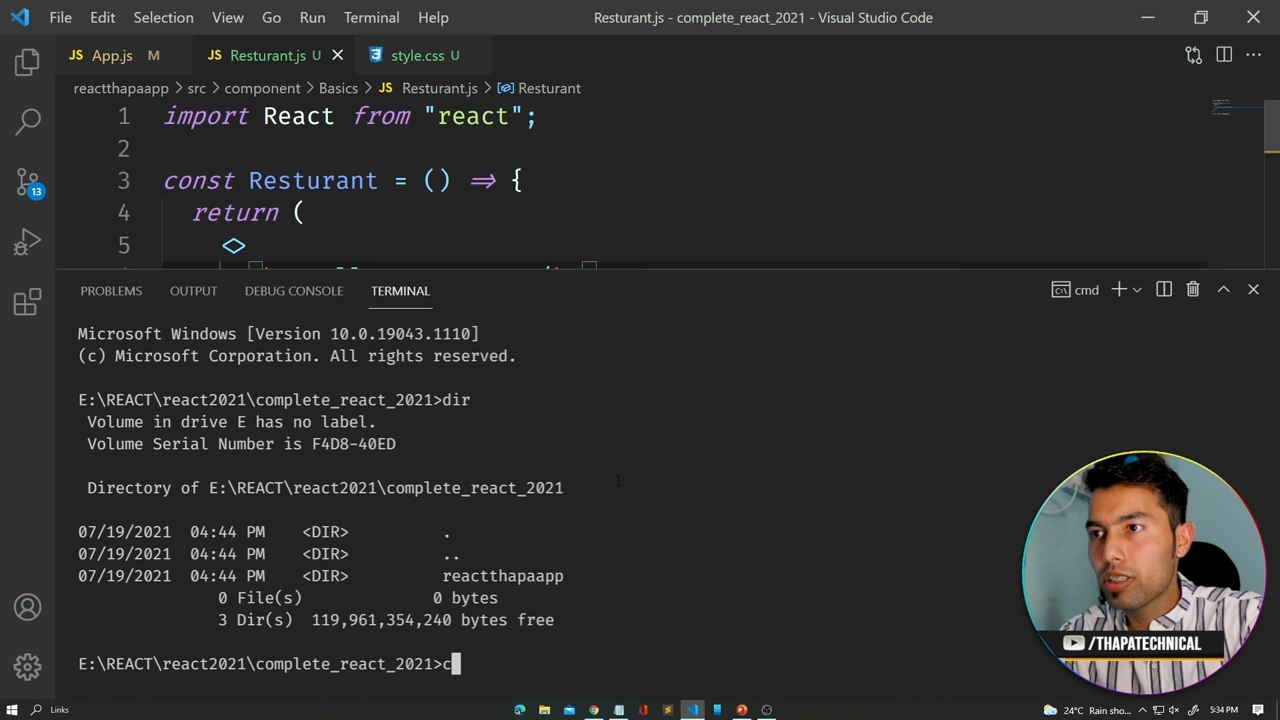 File Edit Selection View Go Run Terminal Help Resturant.js - complete_react_2021 - Visual Studio Code
JS App.js M JS Resturant.js U style.css U
reactthapaapp > src > component > Basics > JS Resturant.js > Resturant
1 import React from "react";
2
3 const Resturant = () => {
4 return (
5 <>
13
PROBLEMS OUTPUT DEBUG CONSOLE TERMINAL cmd
Microsoft Windows [Version 10.0.19043.1110]
(c) Microsoft Corporation. All rights reserved.
E:\REACT\react2021\complete_react_2021>dir
Volume in drive E has no label.
Volume Serial Number is F4D8-40ED
Directory of E:\REACT\react2021\complete_react_2021
07/19/2021 04:44 PM <DIR> .
07/19/2021 04:44 PM <DIR> ..
07/19/2021 04:44 PM <DIR> reactthapaapp
0 File(s) 0 bytes
3 Dir(s) 119,961,354,240 bytes free
E:\REACT\react2021\complete_react_2021>c
/THAPATECHNICAL
Links 24°C Rain sho... 5:34 PM